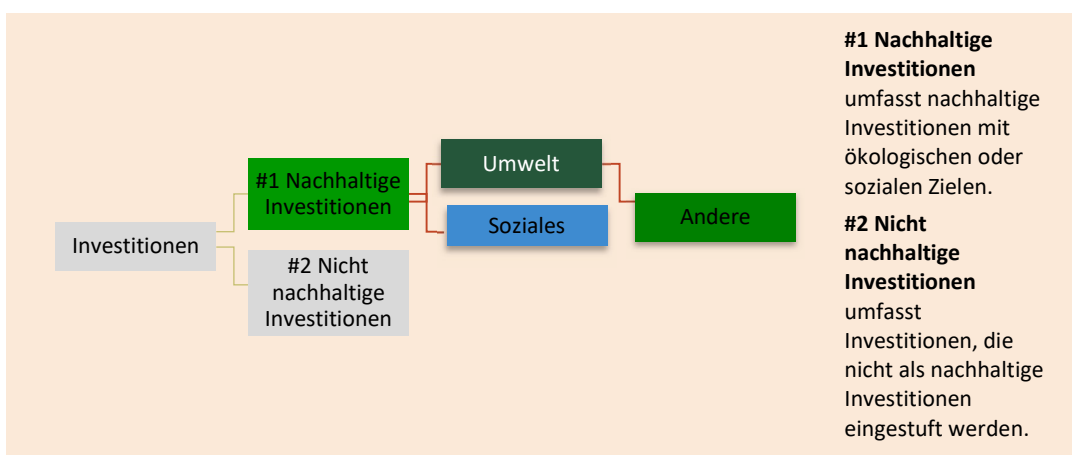 Investitionen
#1 Nachhaltige
Investitionen
#2 Nicht
nachhaltige
Investitionen
Umwelt
Soziales
Andere
#1 Nachhaltige
Investitionen
umfasst nachhaltige
Investitionen mit
ökologischen oder
sozialen Zielen.
#2 Nicht
nachhaltige
Investitionen
umfasst
Investitionen, die
nicht als nachhaltige
Investitionen
eingestuft werden.